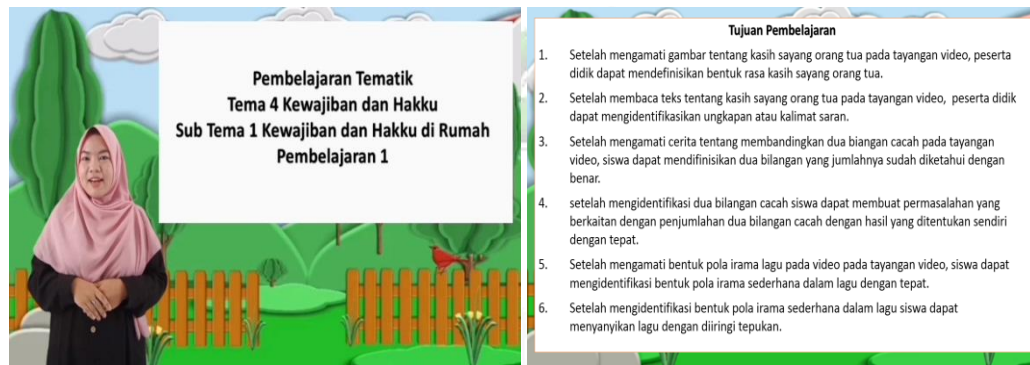 Pembelajaran Tematik
Tema 4 Kewajiban dan Hakku
Sub Tema 1 Kewajiban dan Hakku di Rumah
Pembelajaran 1
Tujuan Pembelajaran
1. Setelah mengamati gambar tentang kasih sayang orang tua pada tayangan video, peserta
didik dapat mendefinisikan bentuk rasa kasih sayang orang tua.
2. Setelah membaca teks tentang kasih sayang orang tua pada tayangan video, peserta didik
dapat mengidentifikasikan ungkapan atau kalimat saran.
3. Setelah mengamati cerita tentang membandingkan dua biangan cacah pada tayangan
video, siswa dapat mendifinisikan dua bilangan yang jumlahnya sudah diketahui dengan
benar.
4. setelah mengidentifikasi dua bilangan cacah siswa dapat membuat permasalahan yang
berkaitan dengan penjumlahan dua bilangan cacah dengan hasil yang ditentukan sendiri
dengan tepat.
5. Setelah mengamati bentuk pola irama lagu pada video pada tayangan video, siswa dapat
mengidentifikasi bentuk pola irama sederhana dalam lagu dengan tepat.
6. Setelah mengidentifikasi bentuk pola irama sederhana dalam lagu siswa dapat
menyanyikan lagu dengan diiringi tepukan.